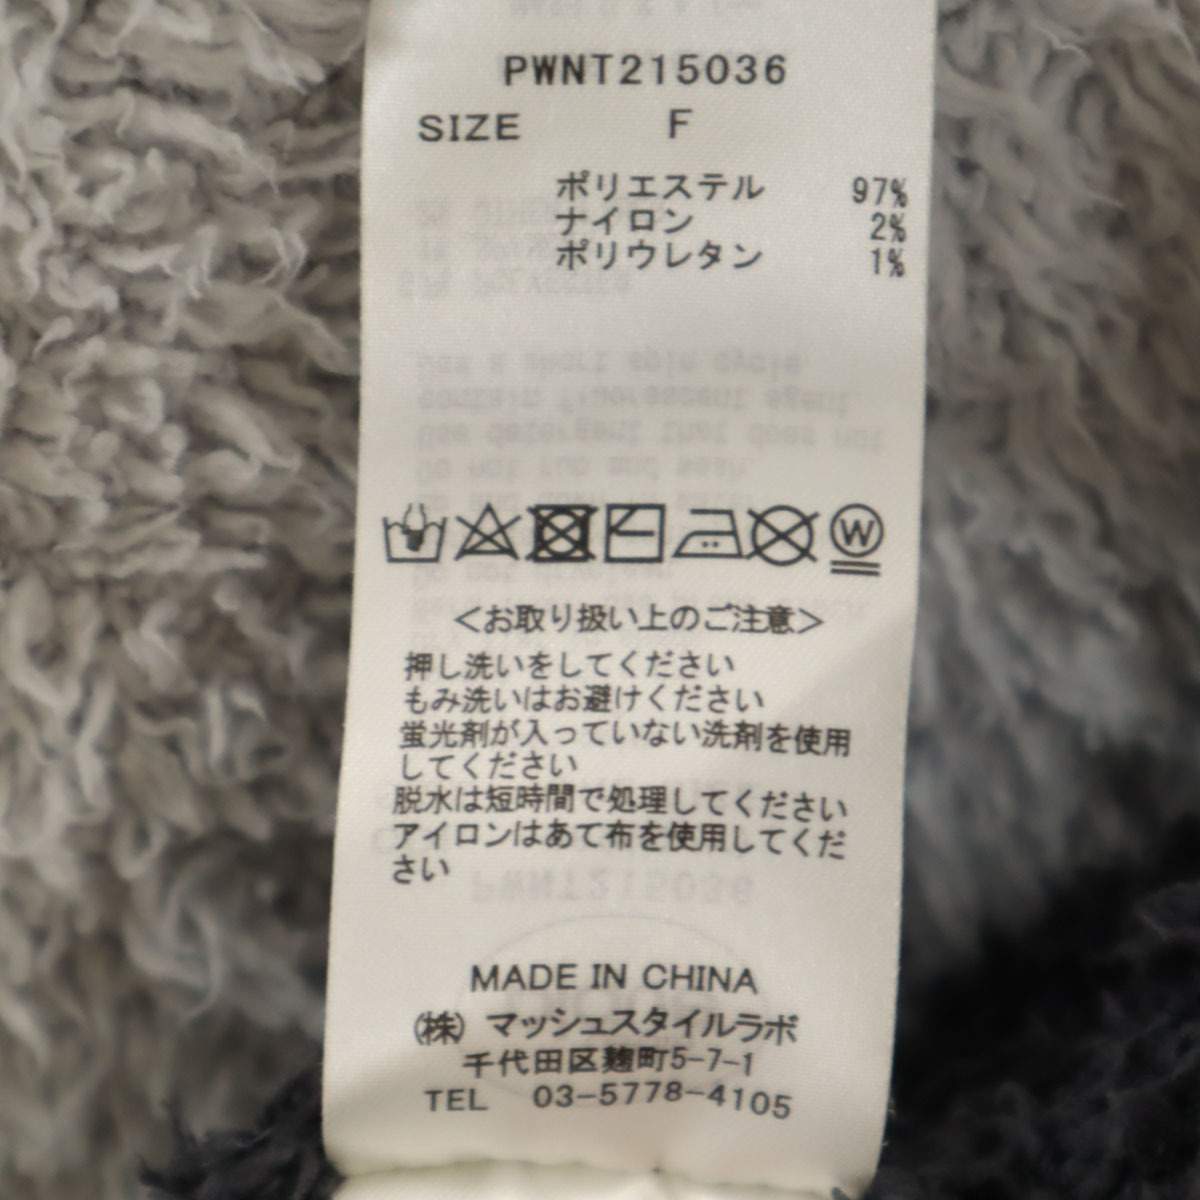 PWNT215036
SIZE F
ポリエステル 97%
ナイロン 2%
ポリウレタン 1%
W
<お取り扱い上のご注意>
押し洗いをしてください
もみ洗いはお避けください
蛍光剤が入っていない洗剤を使用
してください
脱水は短時間で処理してください
アイロンはあて布を使用してくだ
さい
MADE IN CHINA
(株) マッシュスタイルラボ
千代田区麹町5-7-1
TEL 03-5778-4105